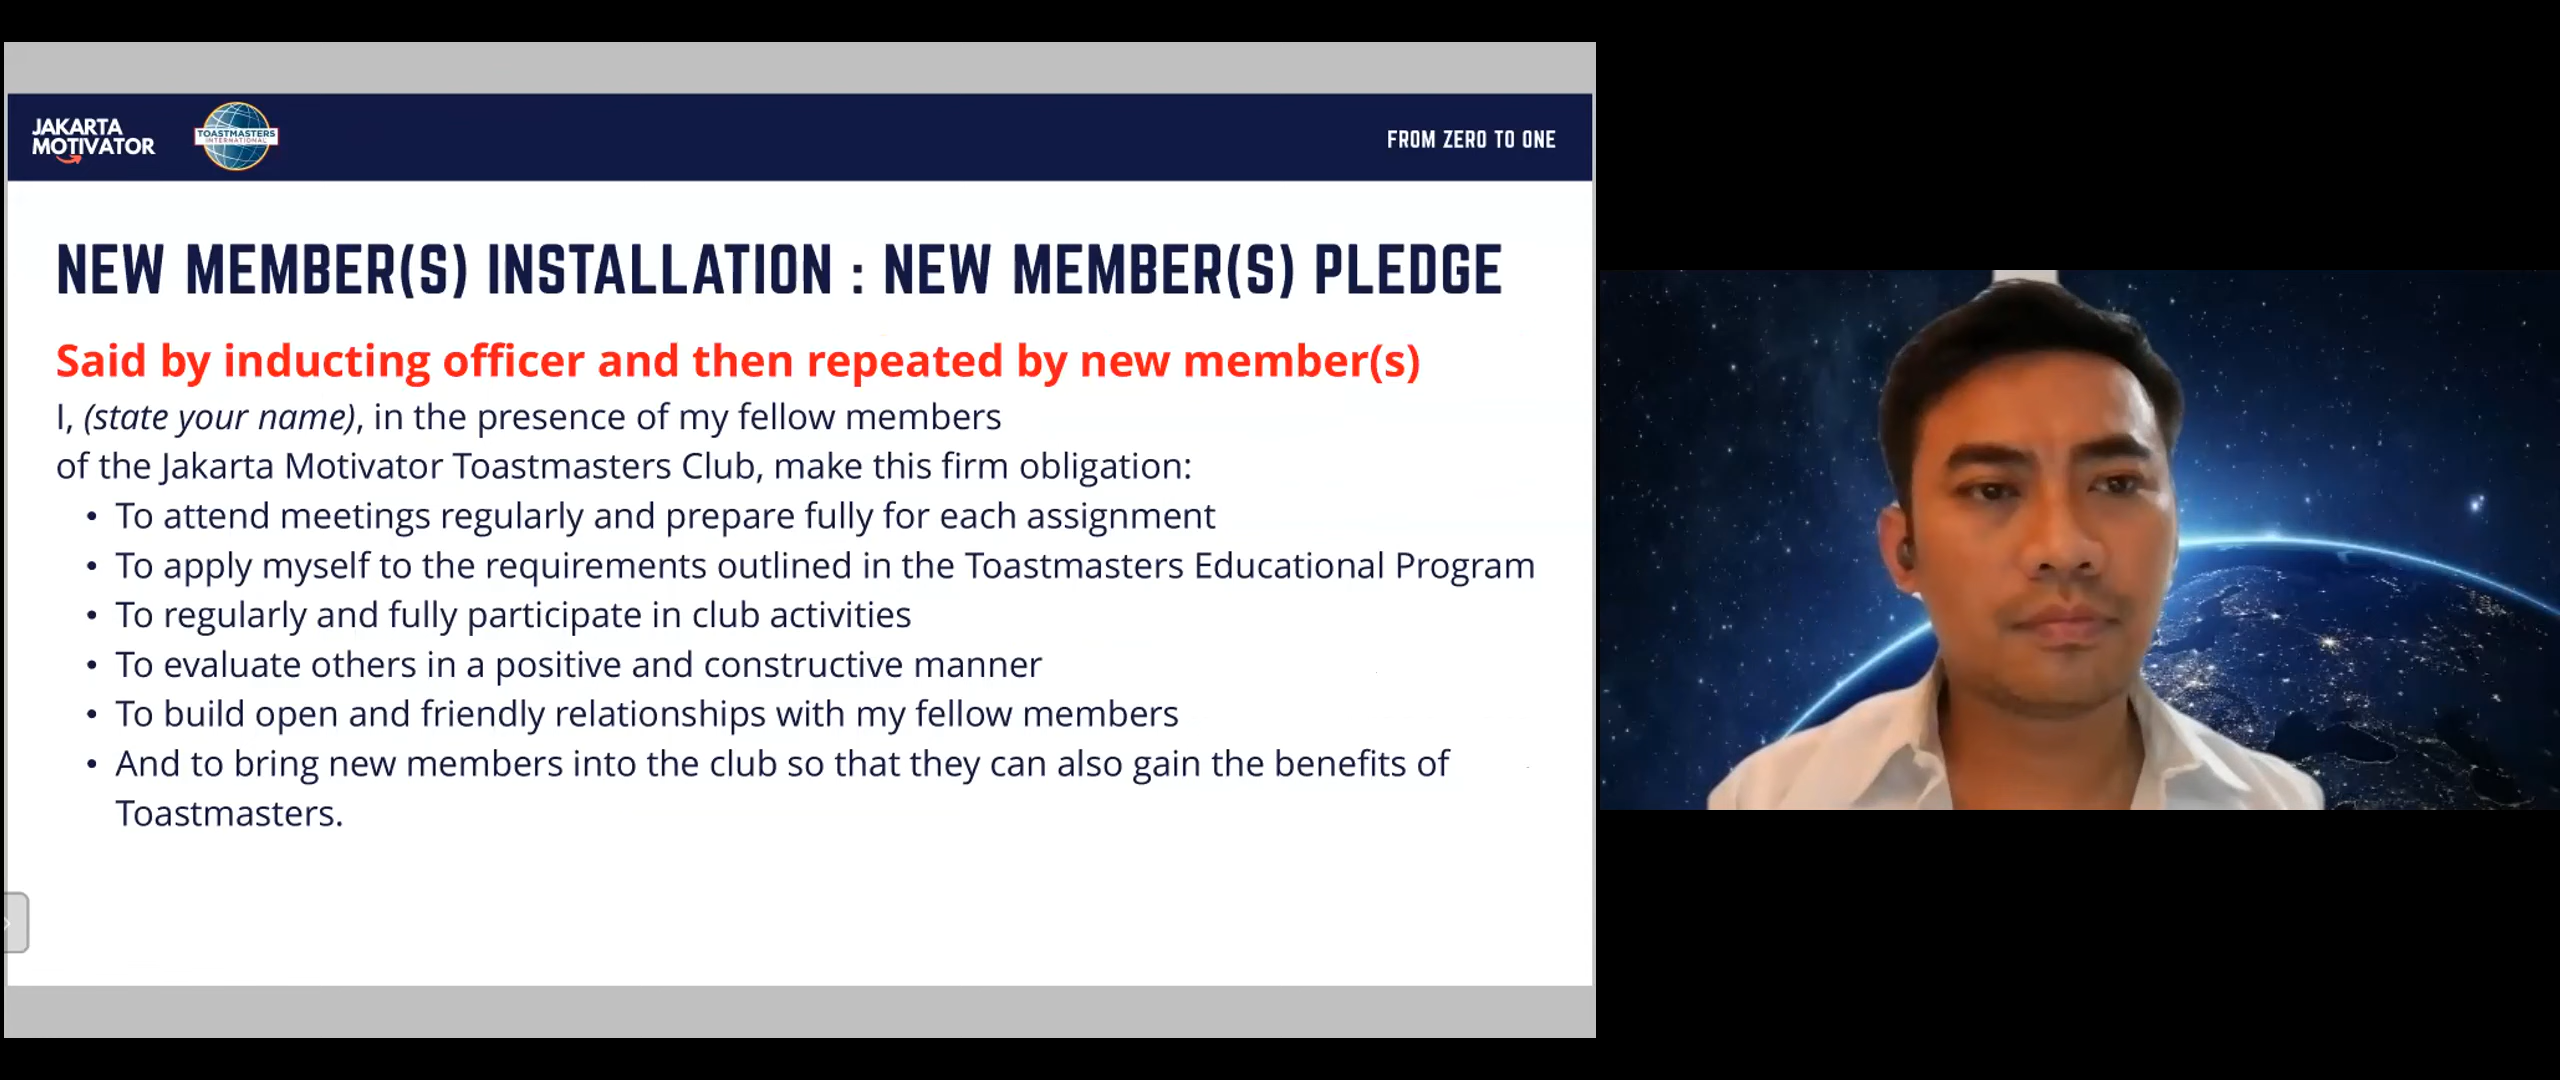 JAKARTA
MOTIVATOR
TOASTMASTERS
INTERNATIONAL
FROM ZERO TO ONE
NEW MEMBER(S) INSTALLATION : NEW MEMBER(S) PLEDGE
Said by inducting officer and then repeated by new member(s)
I, (state your name), in the presence of my fellow members
of the Jakarta Motivator Toastmasters Club, make this firm obligation:
• To attend meetings regularly and prepare fully for each assignment
• To apply myself to the requirements outlined in the Toastmasters Educational Program
• To regularly and fully participate in club activities
• To evaluate others in a positive and constructive manner
• To build open and friendly relationships with my fellow members
• And to bring new members into the club so that they can also gain the benefits of
Toastmasters.